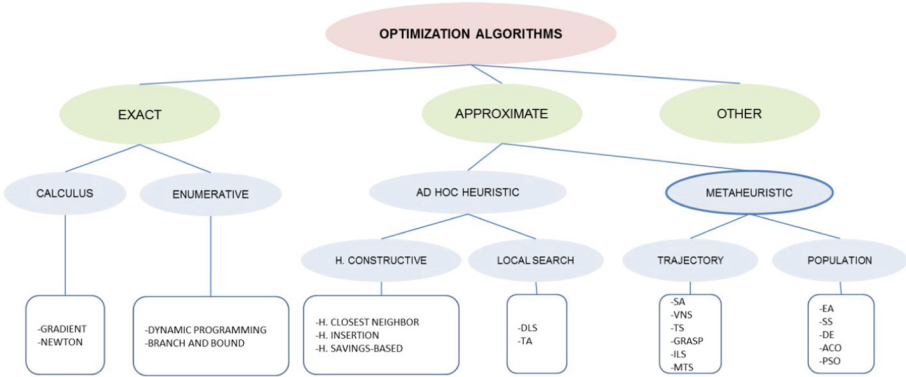 OPTIMIZATION ALGORITHMS
EXACT
APPROXIMATE
OTHER
CALCULUS
ENUMERATIVE
AD HOC HEURISTIC
METAHEURISTIC
H. CONSTRUCTIVE
LOCAL SEARCH
TRAJECTORY
POPULATION
-GRADIENT
-NEWTON
-DYNAMIC PROGRAMMING
-BRANCH AND BOUND
-H. CLOSEST NEIGHBOR
-H. INSERTION
-H. SAVINGS-BASED
-DLS
-TA
-SA
-VNS
-TS
-GRASP
-ILS
-MTS
-EA
-SS
-DE
-ACO
-PSO